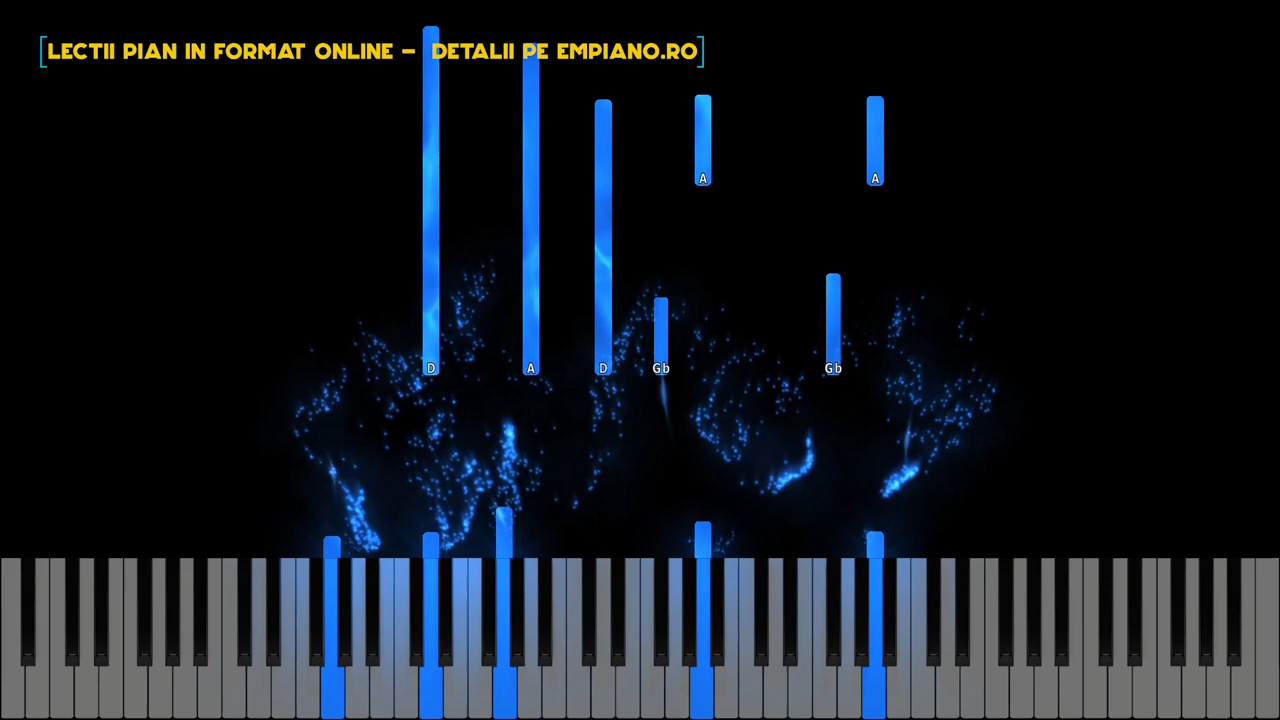 [LECTII PIAN IN FORMAT ONLINE - DETALII PE EMPIANO.RO]
A A
D A D Gb Gb